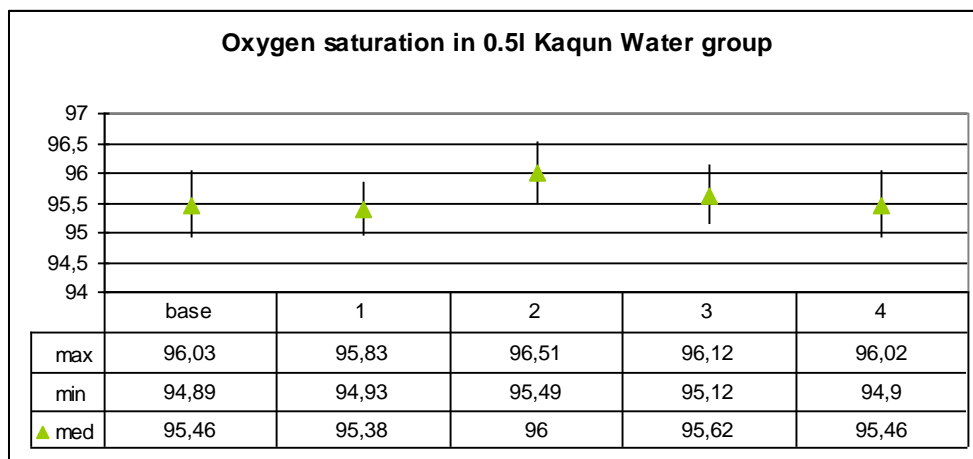 Oxygen saturation in 0.5l Kaqun Water group
97
96,5
96
95,5
95
94,5
94
base 1 2 3 4
max 96,03 95,83 96,51 96,12 96,02
min 94,89 94,93 95,49 95,12 94,9
med 95,46 95,38 96 95,62 95,46